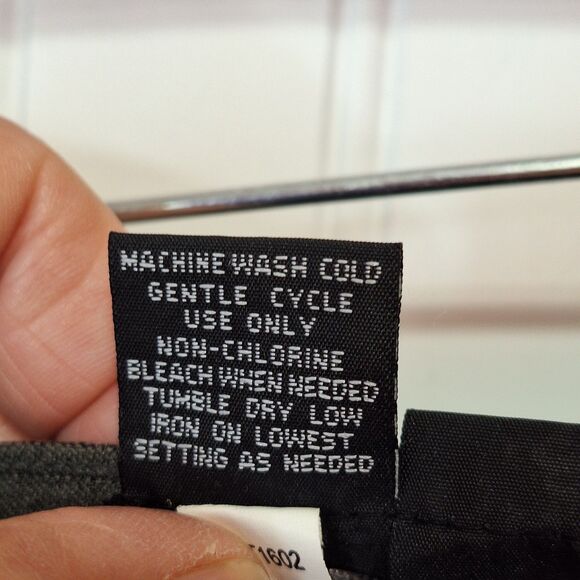 MACHINE WASH COLD
GENTLE CYCLE
USE ONLY
NON-CHLORINE
BLEACH WHEN NEEDED
TUMBLE DRY LOW
IRON ON LOWEST
SETTING AS NEEDED